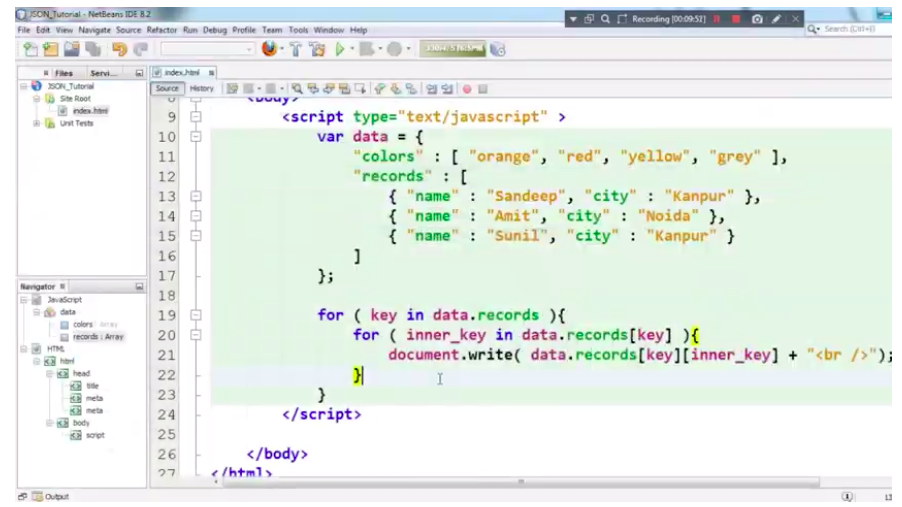 JSON_Tutorial - NetBeans IDE 8.2
Recording [00:09:52]
File Edit View Navigate Source Refactor Run Debug Profile Team Tools Window Help
Search (Ctrl+I)
Files Servi...
index.html
JSON_Tutorial
Site Root
index.html
Unit Tests
Source History
<body>
9 <script type="text/javascript" >
10 var data = {
11 "colors" : [ "orange", "red", "yellow", "grey" ],
12 "records" : [
13 { "name" : "Sandeep", "city" : "Kanpur" },
14 { "name" : "Amit", "city" : "Noida" },
15 { "name" : "Sunil", "city" : "Kanpur" }
16 ]
17 };
18
19 for ( key in data.records ){
20 for ( inner_key in data.records[key] ){
21 document.write( data.records[key][inner_key] + "<br />");
22 }
23 }
24 </script>
25
26 </body>
27 </html>
Navigator
JavaScript
data
colors : Array
records : Array
HTML
html
head
title
meta
meta
body
script
Output